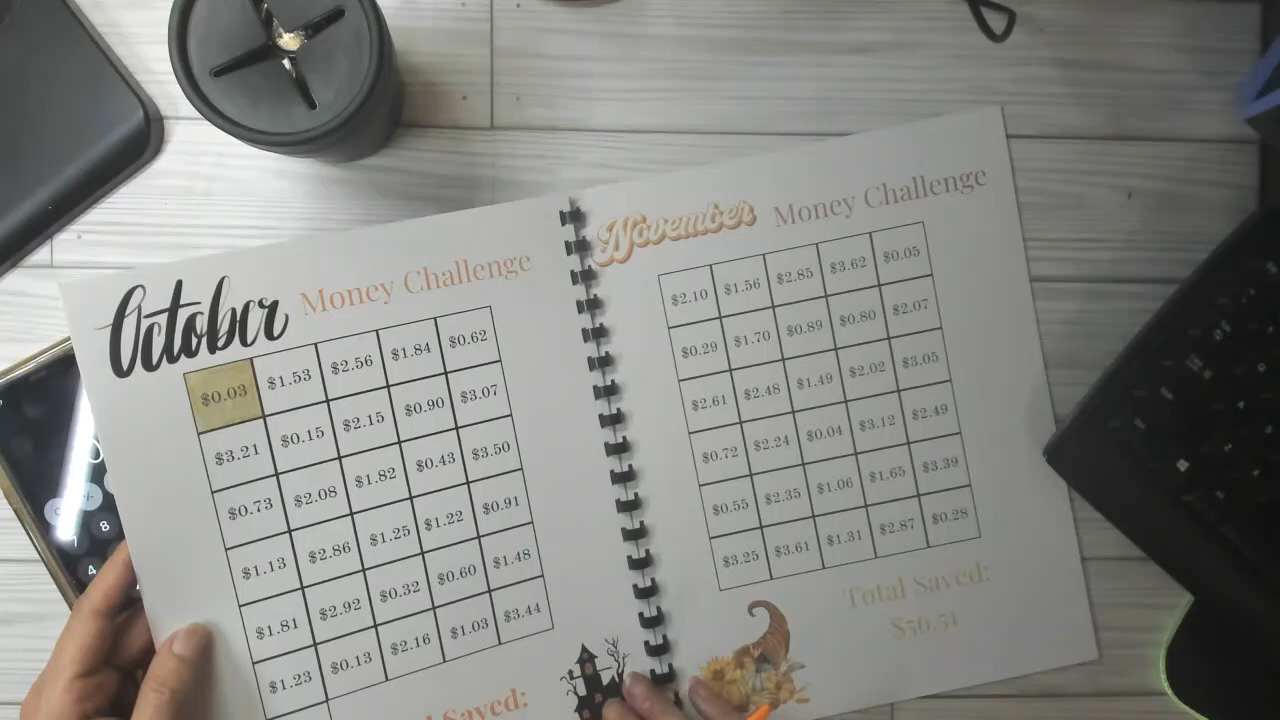 October Money Challenge
$0.03 $1.53 $2.56 $1.84 $0.62
$3.21 $0.15 $2.15 $0.90 $3.07
$0.73 $2.08 $1.82 $0.43 $3.50
$1.13 $2.86 $1.25 $1.22 $0.91
$1.81 $2.92 $0.32 $0.60 $1.48
$1.23 $0.13 $2.16 $1.03 $3.44
Saved:
November Money Challenge
$2.10 $1.56 $2.85 $3.62 $0.05
$0.29 $1.70 $0.89 $0.80 $2.07
$2.61 $2.48 $1.49 $2.02 $3.05
$0.72 $2.24 $0.04 $3.12 $2.49
$0.55 $2.35 $1.06 $1.65 $3.39
$3.25 $3.61 $1.31 $2.87 $0.28
Total Saved:
$56.51
8
4